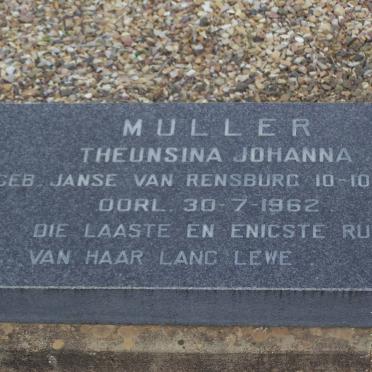 MULLER
THEUNSINA JOHANNA
GEB. JANSE VAN RENSBURG 10-10
OORL. 30-7-1962
DIE LAASTE EN ENIGSTE RU
VAN HAAR LANG LEWE.